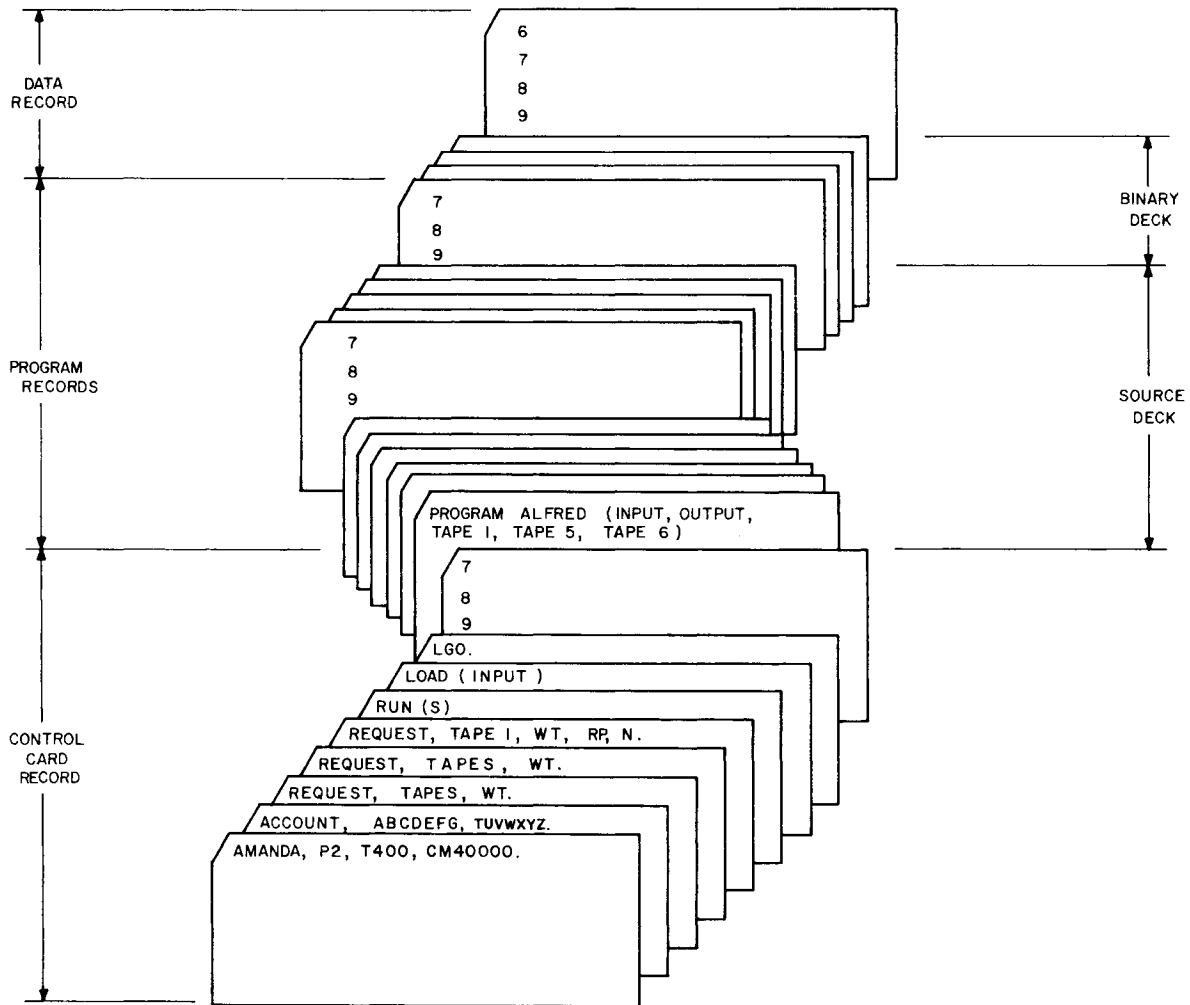 6
7
8
9
DATA
RECORD
BINARY
DECK
7
8
9
PROGRAM
RECORDS
7
8
9
SOURCE
DECK
PROGRAM ALFRED (INPUT, OUTPUT,
TAPE 1, TAPE 5, TAPE 6)
7
8
9
LGO.
LOAD (INPUT)
RUN (S)
REQUEST, TAPE 1, WT, RP, N.
REQUEST, TAPES, WT.
REQUEST, TAPES, WT.
ACCOUNT, ABCDEFG, TUVWXYZ.
AMANDA, P2, T400, CM40000.
CONTROL
CARD
RECORD